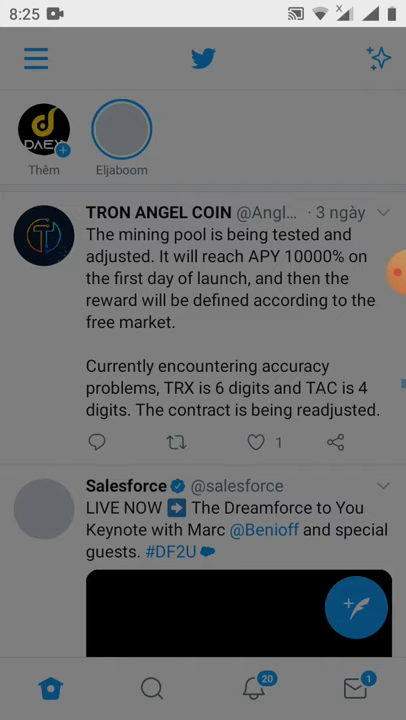 8:25
DAEX
Thêm
Eljaboom
TRON ANGEL COIN @Angl... · 3 ngày
The mining pool is being tested and
adjusted. It will reach APY 10000% on
the first day of launch, and then the
reward will be defined according to the
free market.
Currently encountering accuracy
problems, TRX is 6 digits and TAC is 4
digits. The contract is being readjusted.
1
Salesforce @salesforce
LIVE NOW ➡️ The Dreamforce to You
Keynote with Marc @Benioff and special
guests. #DF2U
20
1